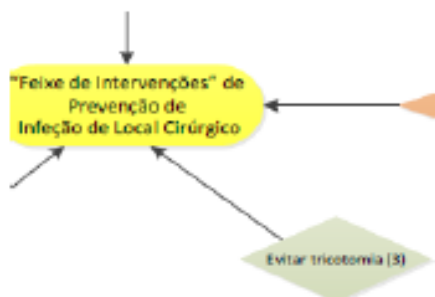 "Feixe de Intervenções" de
Prevenção de
Infeção de Local Cirúrgico
Evitar tricotomia (3)